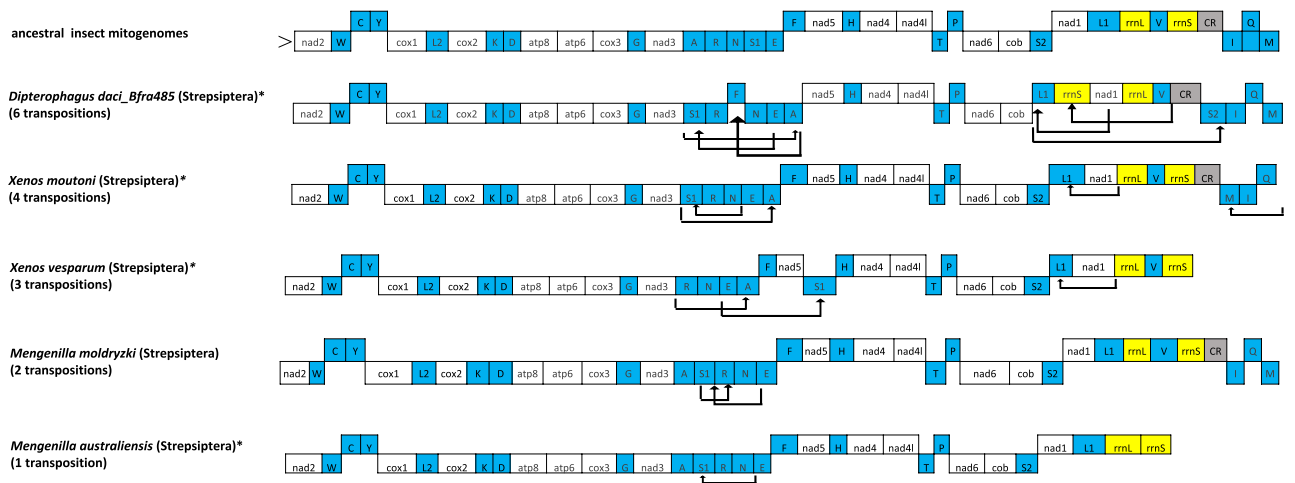 ancestral insect mitogenomes
C Y F nad5 H nad4 nad4l P nad1 L1 rrnL V rrnS CR Q
> nad2 W cox1 L2 cox2 K D atp8 atp6 cox3 G nad3 A R N S1 E T nad6 cob S2 I M
Dipterophagus daci_Bfra485 (Strepsiptera)*
(6 transpositions)
C Y F nad5 H nad4 nad4l P L1 rrnS nad1 rrnL V CR Q
nad2 W cox1 L2 cox2 K D atp8 atp6 cox3 G nad3 S1 R N E A T nad6 cob S2 I M
Xenos moutoni (Strepsiptera)*
(4 transpositions)
C Y F nad5 H nad4 nad4l P L1 nad1 rrnL V rrnS CR Q
nad2 W cox1 L2 cox2 K D atp8 atp6 cox3 G nad3 S1 R N E A T nad6 cob S2 M I
Xenos vesparum (Strepsiptera)*
(3 transpositions)
C Y F nad5 H nad4 nad4l P L1 nad1 rrnL V rrnS
nad2 W cox1 L2 cox2 K D atp8 atp6 cox3 G nad3 R N E A S1 T nad6 cob S2
Mengenilla moldryzki (Strepsiptera)
(2 transpositions)
C Y F nad5 H nad4 nad4l P nad1 L1 rrnL V rrnS CR Q
nad2 W cox1 L2 cox2 K D atp8 atp6 cox3 G nad3 A S1 R N E T nad6 cob S2 I M
Mengenilla australiensis (Strepsiptera)*
(1 transposition)
C Y F nad5 H nad4 nad4l P nad1 L1 rrnL rrnS
nad2 W cox1 L2 cox2 K D atp8 atp6 cox3 G nad3 A S1 R N E T nad6 cob S2